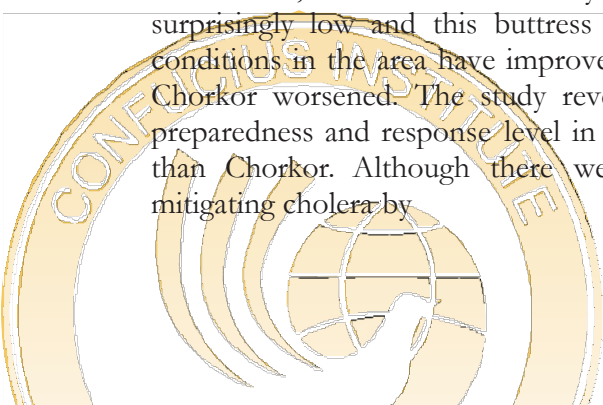 surprisingly low and this buttress
conditions in the area have improve
Chorkor worsened. The study reve
preparedness and response level in
than Chorkor. Although there we
mitigating cholera by
CONFUCIUS INSTITUTE